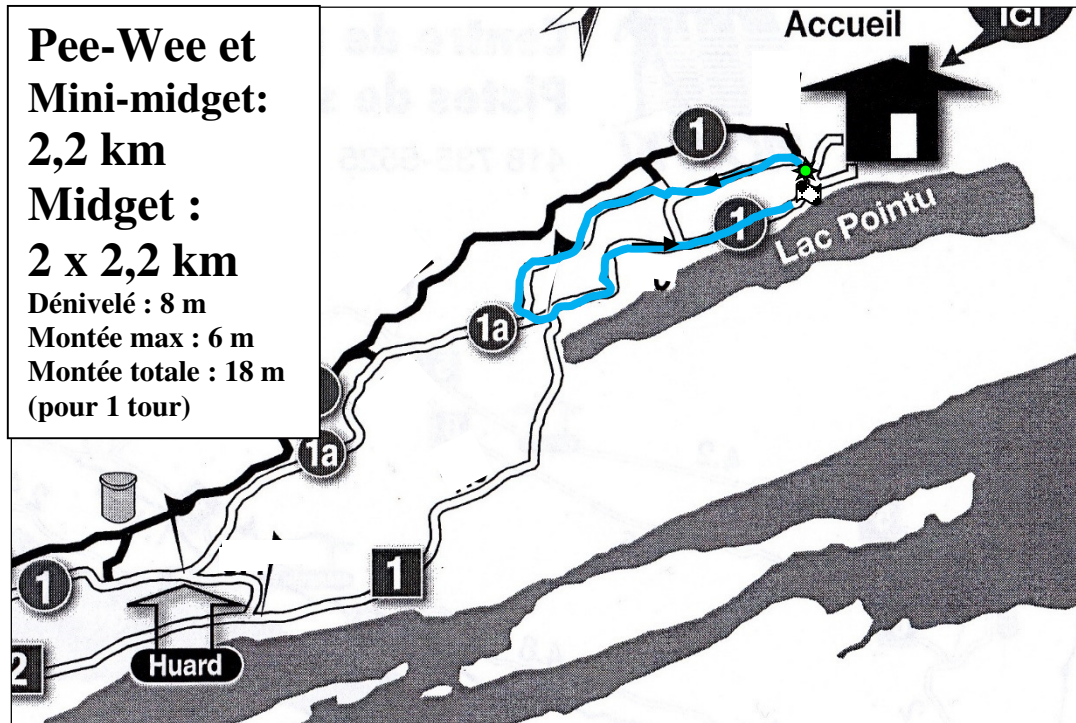 Pee-Wee et
Mini-midget:
2,2 km
Midget :
2 x 2,2 km
Dénivelé : 8 m
Montée max : 6 m
Montée totale : 18 m
(pour 1 tour)
ICI
Accueil
1
1
Lac Pointu
1a
1a
1
1
2
Huard